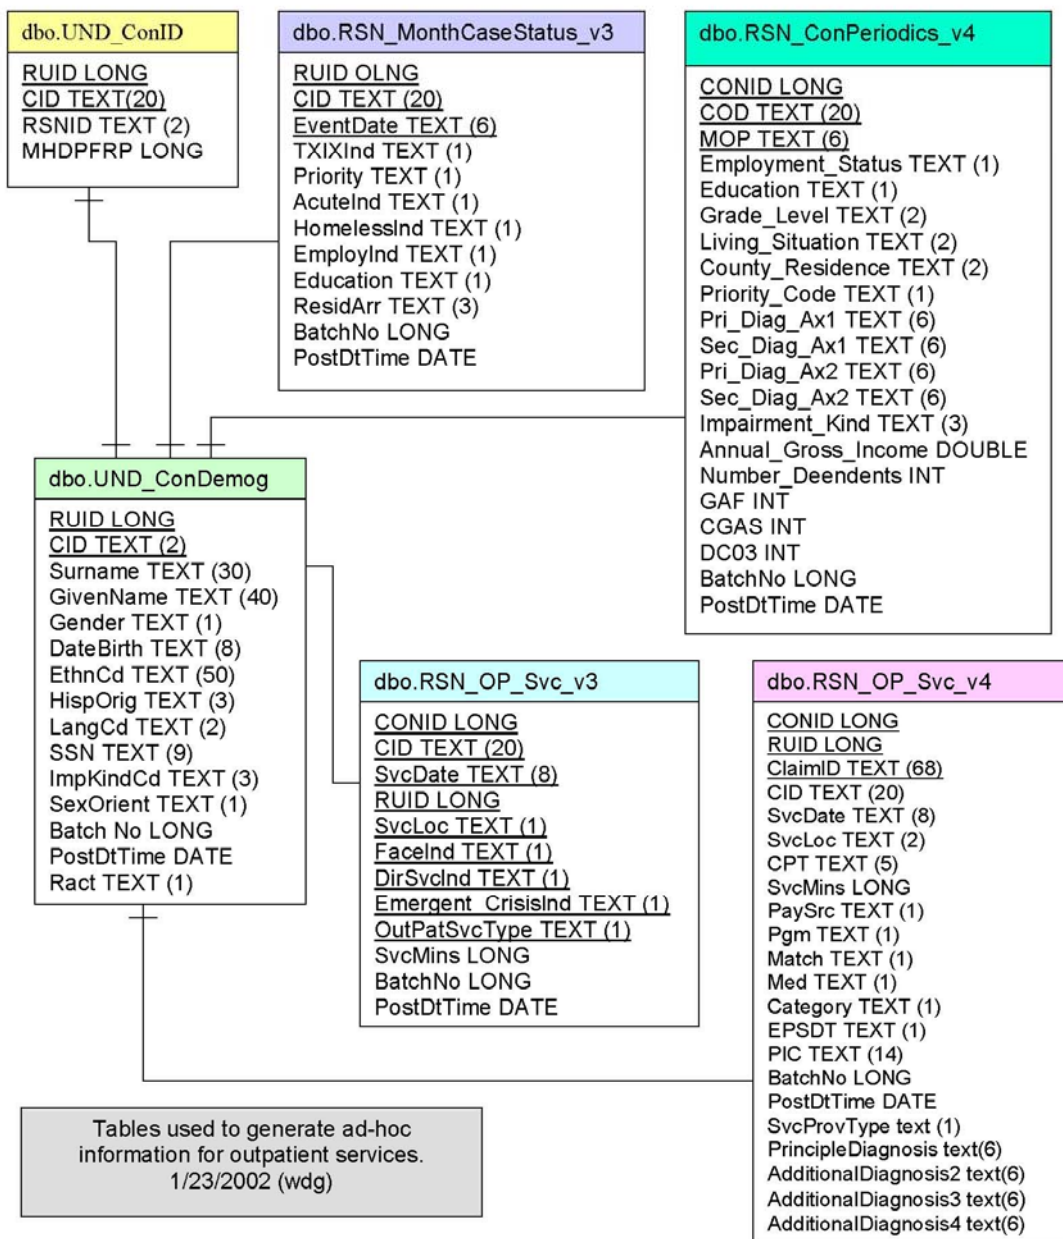 dbo.UND_ConID
RUID LONG
CID TEXT(20)
RSNID TEXT (2)
MHDPFRP LONG
dbo.RSN_MonthCaseStatus_v3
RUID OLNG
CID TEXT (20)
EventDate TEXT (6)
TXIXInd TEXT (1)
Priority TEXT (1)
AcuteInd TEXT (1)
HomelessInd TEXT (1)
EmployInd TEXT (1)
Education TEXT (1)
ResidArr TEXT (3)
BatchNo LONG
PostDtTime DATE
dbo.RSN_ConPeriodics_v4
CONID LONG
COD TEXT (20)
MOP TEXT (6)
Employment_Status TEXT (1)
Education TEXT (1)
Grade_Level TEXT (2)
Living_Situation TEXT (2)
County_Residence TEXT (2)
Priority_Code TEXT (1)
Pri_Diag_Ax1 TEXT (6)
Sec_Diag_Ax1 TEXT (6)
Pri_Diag_Ax2 TEXT (6)
Sec_Diag_Ax2 TEXT (6)
Impairment_Kind TEXT (3)
Annual_Gross_Income DOUBLE
Number_Deendents INT
GAF INT
CGAS INT
DC03 INT
BatchNo LONG
PostDtTime DATE
dbo.UND_ConDemog
RUID LONG
CID TEXT (2)
Surname TEXT (30)
GivenName TEXT (40)
Gender TEXT (1)
DateBirth TEXT (8)
EthnCd TEXT (50)
HispOrig TEXT (3)
LangCd TEXT (2)
SSN TEXT (9)
ImpKindCd TEXT (3)
SexOrient TEXT (1)
Batch No LONG
PostDtTime DATE
Ract TEXT (1)
dbo.RSN_OP_Svc_v3
CONID LONG
CID TEXT (20)
SvcDate TEXT (8)
RUID LONG
SvcLoc TEXT (1)
FaceInd TEXT (1)
DirSvcInd TEXT (1)
Emergent_CrisisInd TEXT (1)
OutPatSvcType TEXT (1)
SvcMins LONG
BatchNo LONG
PostDtTime DATE
dbo.RSN_OP_Svc_v4
CONID LONG
RUID LONG
ClaimID TEXT (68)
CID TEXT (20)
SvcDate TEXT (8)
SvcLoc TEXT (2)
CPT TEXT (5)
SvcMins LONG
PaySrc TEXT (1)
Pgm TEXT (1)
Match TEXT (1)
Med TEXT (1)
Category TEXT (1)
EPSDT TEXT (1)
PIC TEXT (14)
BatchNo LONG
PostDtTime DATE
SvcProvType text (1)
PrincipleDiagnosis text(6)
AdditionalDiagnosis2 text(6)
AdditionalDiagnosis3 text(6)
AdditionalDiagnosis4 text(6)
Tables used to generate ad-hoc
information for outpatient services.
1/23/2002 (wdg)